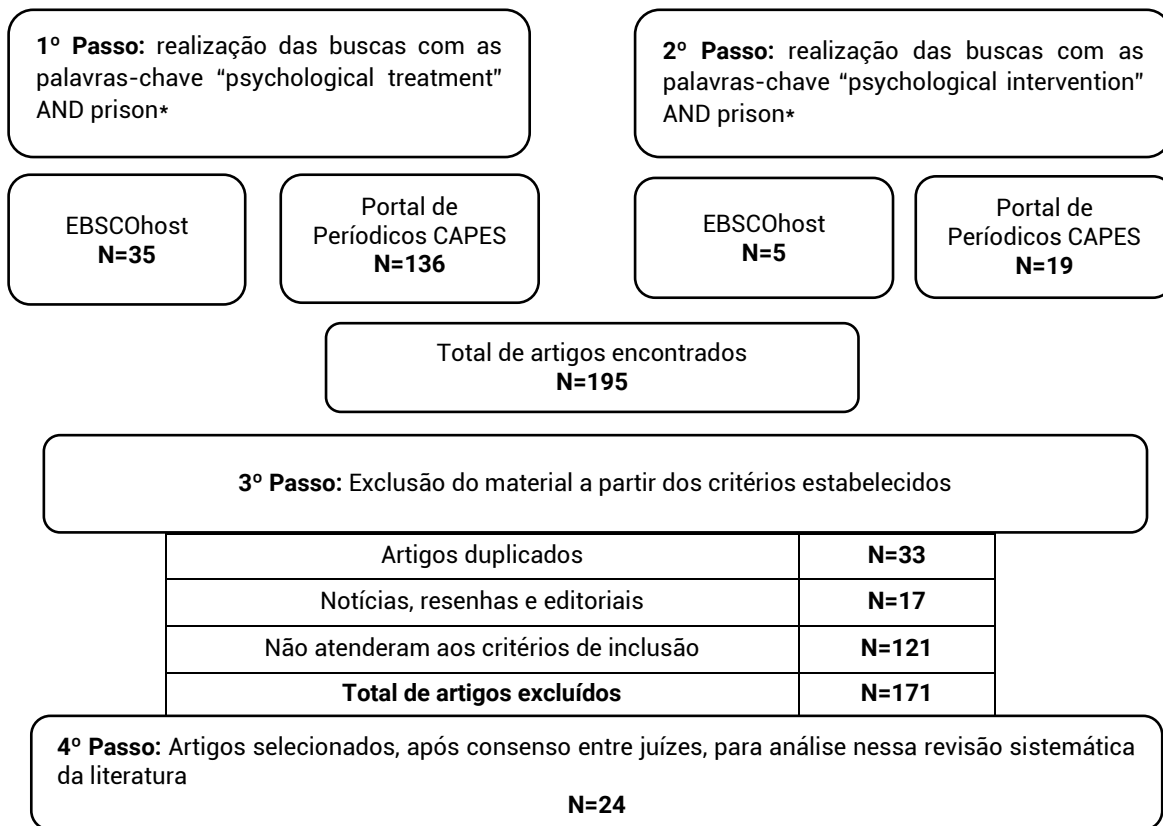 1º Passo: realização das buscas com as
palavras-chave “psychological treatment”
AND prison*
2º Passo: realização das buscas com as
palavras-chave “psychological intervention”
AND prison*
EBSCOhost
N=35
Portal de
Períodicos CAPES
N=136
EBSCOhost
N=5
Portal de
Períodicos CAPES
N=19
Total de artigos encontrados
N=195
3º Passo: Exclusão do material a partir dos critérios estabelecidos
Artigos duplicados N=33
Notícias, resenhas e editoriais N=17
Não atenderam aos critérios de inclusão N=121
Total de artigos excluídos N=171
4º Passo: Artigos selecionados, após consenso entre juízes, para análise nessa revisão sistemática
da literatura
N=24